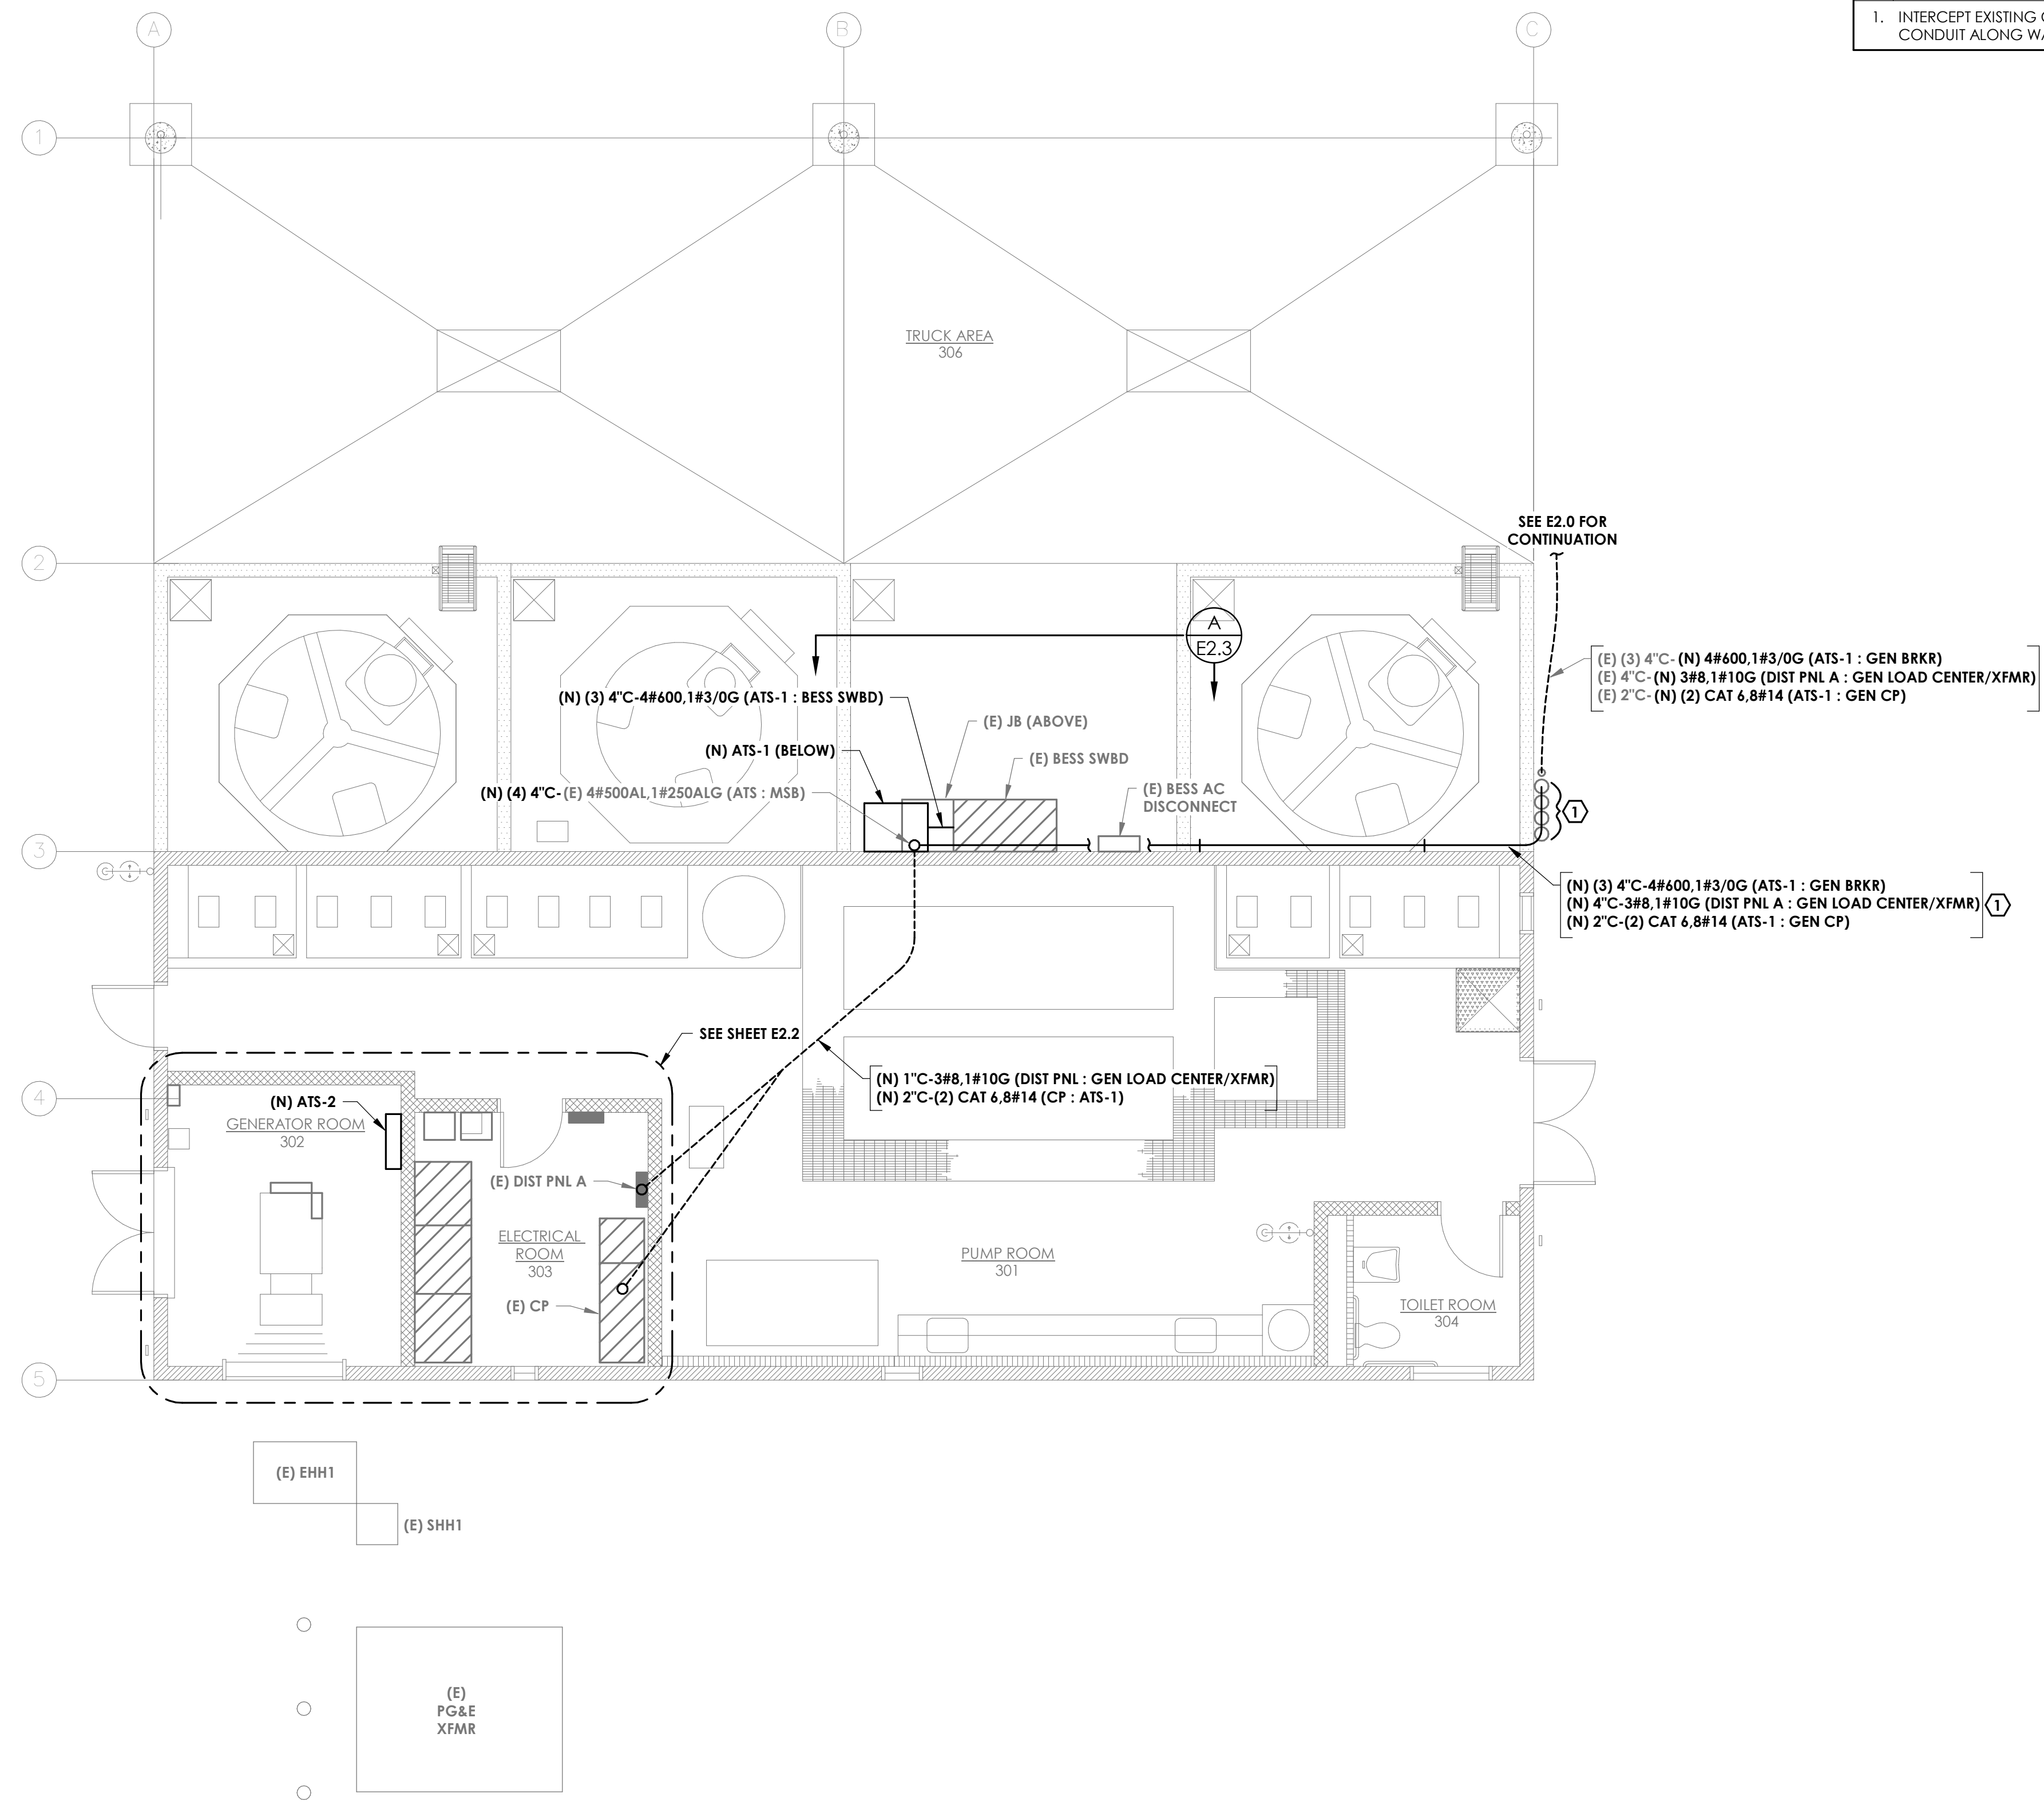 A
B
C
1. INTERCEPT EXISTING
CONDUIT ALONG
1
TRUCK AREA
306
SEE E2.0 FOR
CONTINUATION
2
A
E2.3
(E) (3) 4"C- (N) 4#600,1#3/0G (ATS-1 : GEN BRKR)
(E) 4"C- (N) 3#8,1#10G (DIST PNL A : GEN LOAD CENTER/XFMR)
(E) 2"C- (N) (2) CAT 6,8#14 (ATS-1 : GEN CP)
(N) (3) 4"C-4#600,1#3/0G (ATS-1 : BESS SWBD)
(E) JB (ABOVE)
(N) ATS-1 (BELOW)
(E) BESS SWBD
(N) (4) 4"C-(E) 4#500AL,1#250ALG (ATS : MSB)
(E) BESS AC
DISCONNECT
1
3
(N) (3) 4"C-4#600,1#3/0G (ATS-1 : GEN BRKR)
(N) 4"C-3#8,1#10G (DIST PNL A : GEN LOAD CENTER/XFMR)
(N) 2"C-(2) CAT 6,8#14 (ATS-1 : GEN CP)
1
SEE SHEET E2.2
(N) 1"C-3#8,1#10G (DIST PNL : GEN LOAD CENTER/XFMR)
(N) 2"C-(2) CAT 6,8#14 (CP : ATS-1)
4
(N) ATS-2
GENERATOR ROOM
302
(E) DIST PNL A
ELECTRICAL
ROOM
303
PUMP ROOM
301
(E) CP
TOILET ROOM
304
5
(E) EHH1
(E) SHH1
(E)
PG&E
XFMR